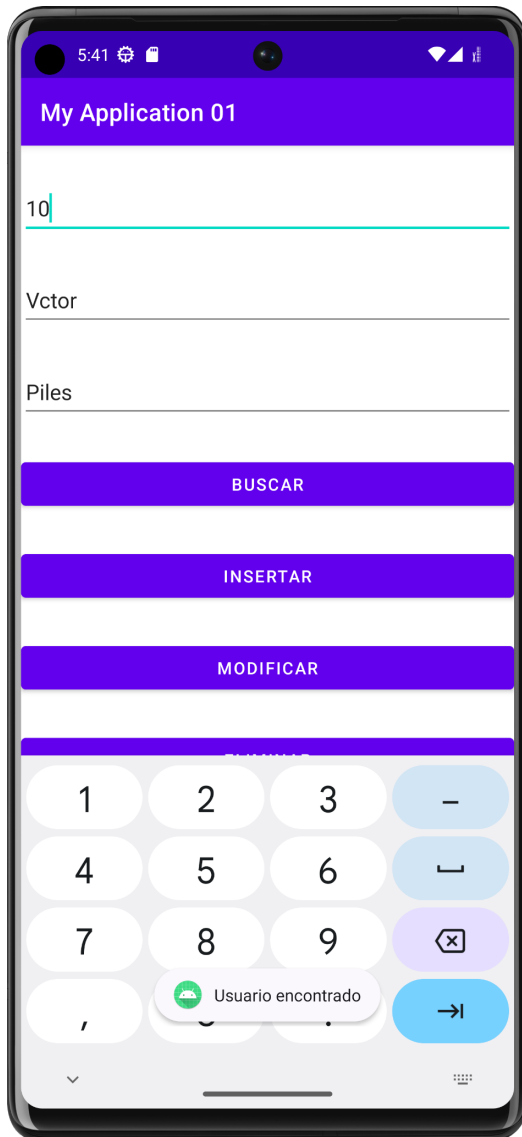 5:41
My Application 01
10
Vctor
Piles
BUSCAR
INSERTAR
MODIFICAR
1 2 3 –
4 5 6
7 8 9
,
Usuario encontrado